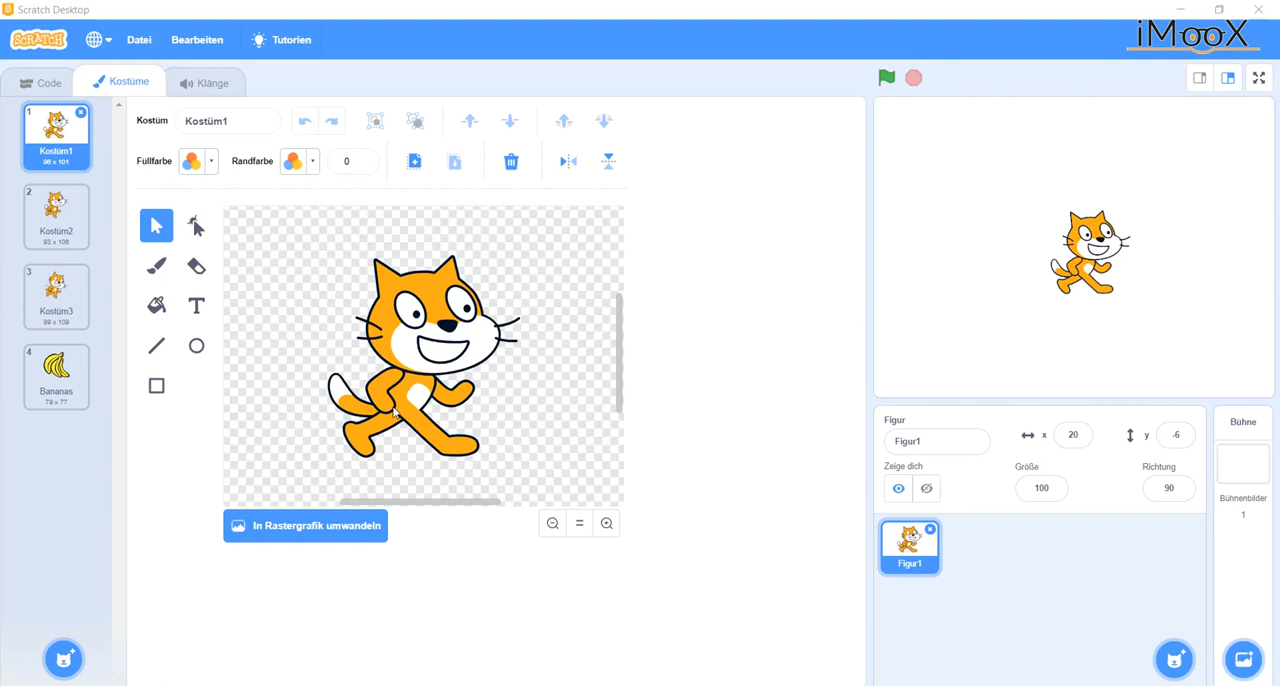 Scratch Desktop
SCRATCH Datei Bearbeiten Tutorien iMooX
Code Kostüme Klänge
1
Kostüm1
96 x 101
2
Kostüm2
93 x 106
3
Kostüm3
89 x 109
4
Bananas
79 x 77
Kostüm Kostüm1
Füllfarbe Randfarbe 0
T
In Rastergrafik umwandeln
=
Figur
Figur1
x 20
y -6
Zeige dich
Größe
100
Richtung
90
Figur1
Bühne
Bühnenbilder
1